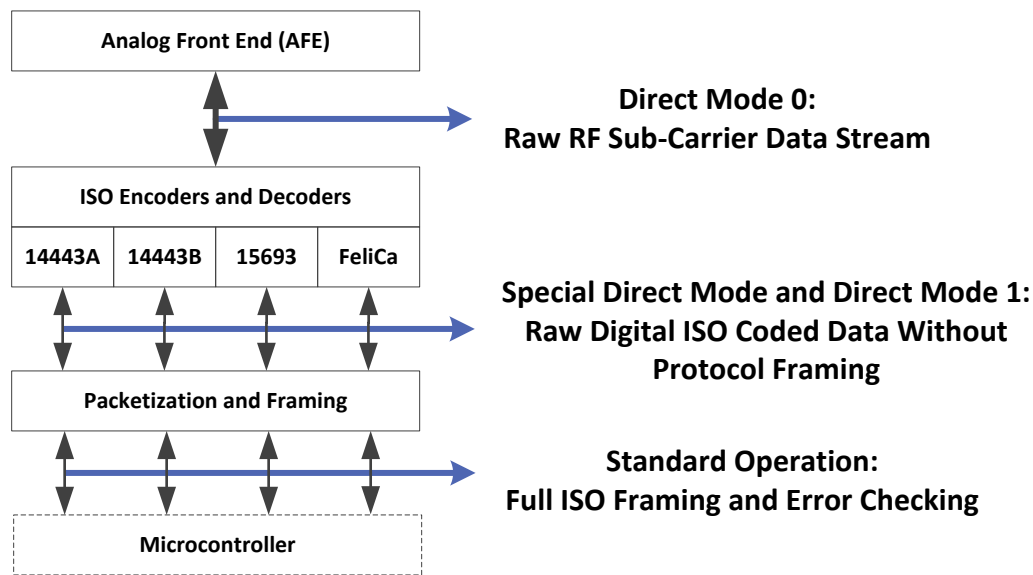 Analog Front End (AFE)
Direct Mode 0:
Raw RF Sub-Carrier Data Stream
ISO Encoders and Decoders
14443A 14443B 15693 FeliCa
Special Direct Mode and Direct Mode 1:
Raw Digital ISO Coded Data Without
Protocol Framing
Packetization and Framing
Standard Operation:
Full ISO Framing and Error Checking
Microcontroller